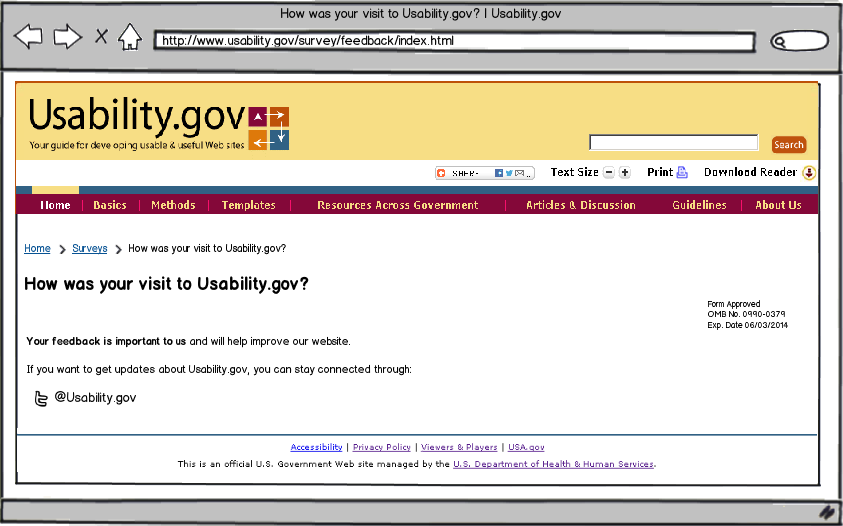 How was your visit to Usability.gov? | Usability.gov
http://www.usability.gov/survey/feedback/index.html
Usability.gov
Your guide for developing usable & useful Web sites
Search
SHARE
Text Size
Print
Download Reader
Home | Basics | Methods | Templates | Resources Across Government | Articles & Discussion | Guidelines | About Us
Home > Surveys > How was your visit to Usability.gov?
How was your visit to Usability.gov?
Form Approved
OMB No. 0990-0379
Exp. Date 06/03/2014
Your feedback is important to us and will help improve our website.
If you want to get updates about Usability.gov, you can stay connected through:
@Usability.gov
Accessibility | Privacy Policy | Viewers & Players | USA.gov
This is an official U.S. Government Web site managed by the U.S. Department of Health & Human Services.